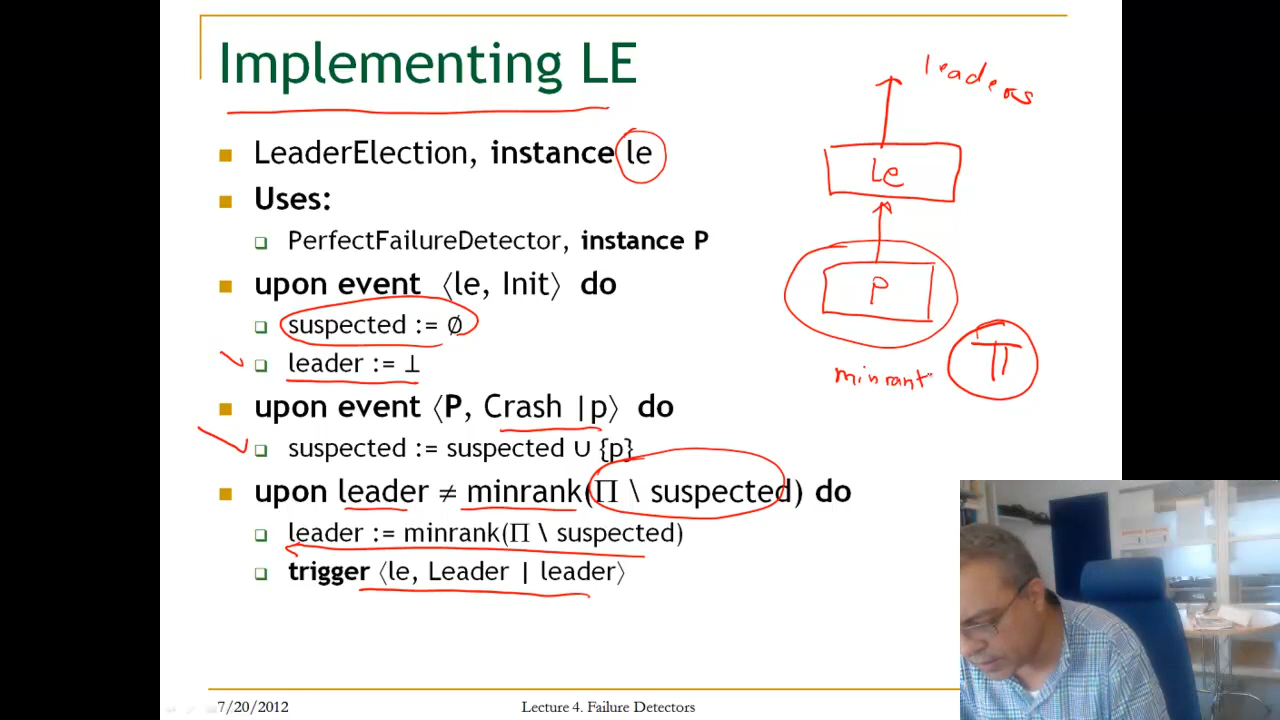 Implementing LE
leaders
LeaderElection, instance le
Le
Uses:
PerfectFailureDetector, instance P
P
upon event ⟨le, Init⟩ do
suspected := ∅
leader := ⊥
π
minrank
upon event ⟨P, Crash |p⟩ do
suspected := suspected ∪ {p}
upon leader ≠ minrank(Π \ suspected) do
leader := minrank(Π \ suspected)
trigger ⟨le, Leader | leader⟩
7/20/2012
Lecture 4. Failure Detectors